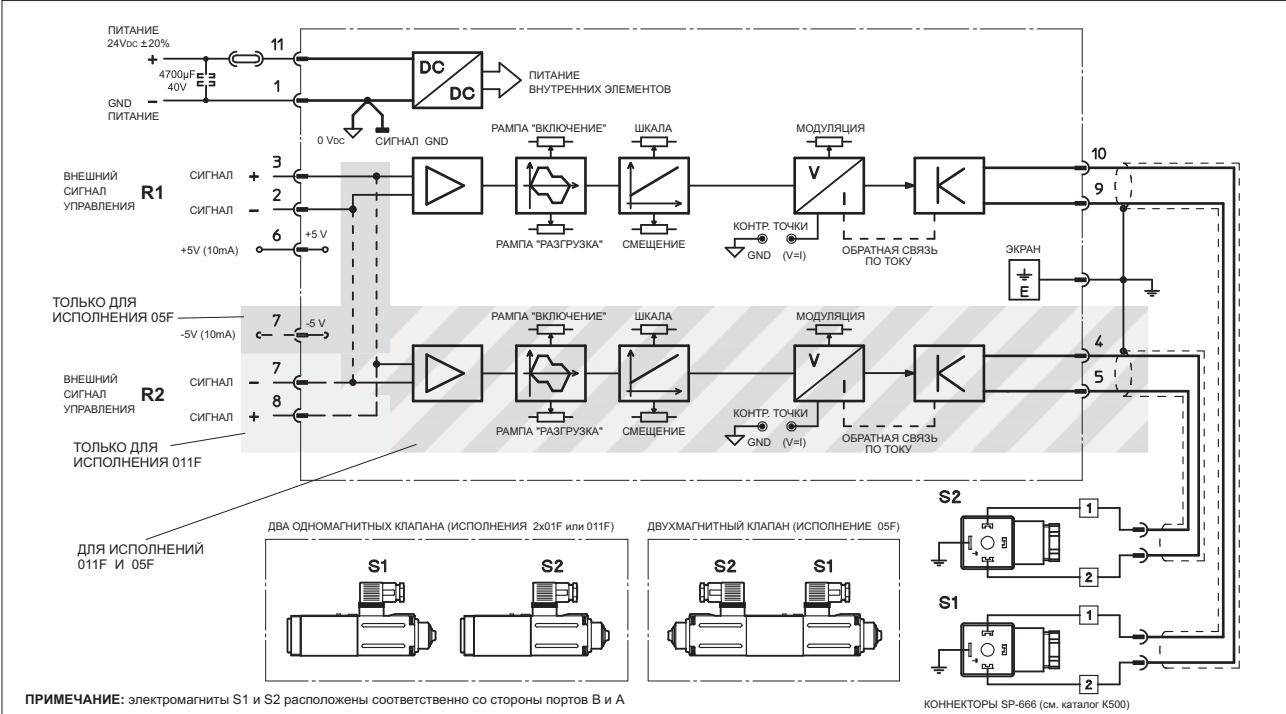 ПИТАНИЕ
24VDC ±20%
+
11
4700µF
40V
1
GND
ПИТАНИЕ
−
DC
DC
ПИТАНИЕ
ВНУТРЕННИХ ЭЛЕМЕНТОВ
0 VDC
СИГНАЛ GND
РАМПА "ВКЛЮЧЕНИЕ"
ШКАЛА
МОДУЛЯЦИЯ
ВНЕШНИЙ
СИГНАЛ
УПРАВЛЕНИЯ
R1
СИГНАЛ +
3
СИГНАЛ −
2
V
I
10
9
6
+5 V
+5V (10mA)
РАМПА "РАЗГРУЗКА"
СМЕЩЕНИЕ
КОНТР. ТОЧКИ
GND (V=I)
ОБРАТНАЯ СВЯЗЬ
ПО ТОКУ
ЭКРАН
E
ТОЛЬКО ДЛЯ
ИСПОЛНЕНИЯ 05F
7
-5 V
-5V (10mA)
РАМПА "ВКЛЮЧЕНИЕ"
ШКАЛА
МОДУЛЯЦИЯ
ВНЕШНИЙ
СИГНАЛ
УПРАВЛЕНИЯ
R2
СИГНАЛ −
7
СИГНАЛ +
8
V
I
4
5
РАМПА "РАЗГРУЗКА"
СМЕЩЕНИЕ
КОНТР. ТОЧКИ
GND (V=I)
ОБРАТНАЯ СВЯЗЬ
ПО ТОКУ
ТОЛЬКО ДЛЯ
ИСПОЛНЕНИЯ 011F
ДЛЯ ИСПОЛНЕНИЙ
011F И 05F
ДВА ОДНОМАГНИТНЫХ КЛАПАНА (ИСПОЛНЕНИЯ 2x01F или 011F)
S1
S2
ДВУХМАГНИТНЫЙ КЛАПАН (ИСПОЛНЕНИЕ 05F)
S2
S1
S2
1
2
S1
1
2
ПРИМЕЧАНИЕ: электромагниты S1 и S2 расположены соответственно со стороны портов В и А
КОННЕКТОРЫ SP-666 (см. каталог К500)